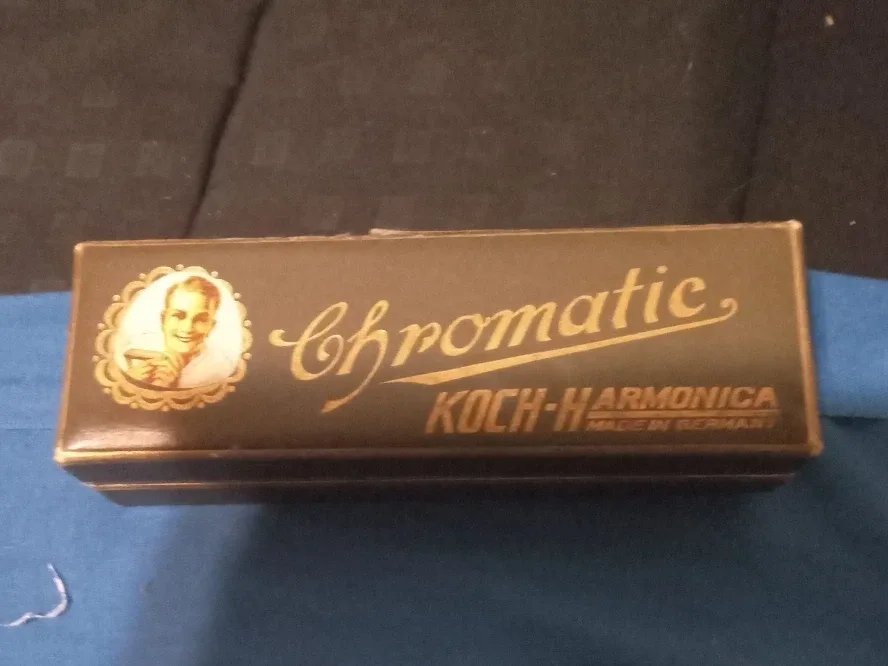 Chromatic
KOCH-HARMONICA
MADE IN GERMANY